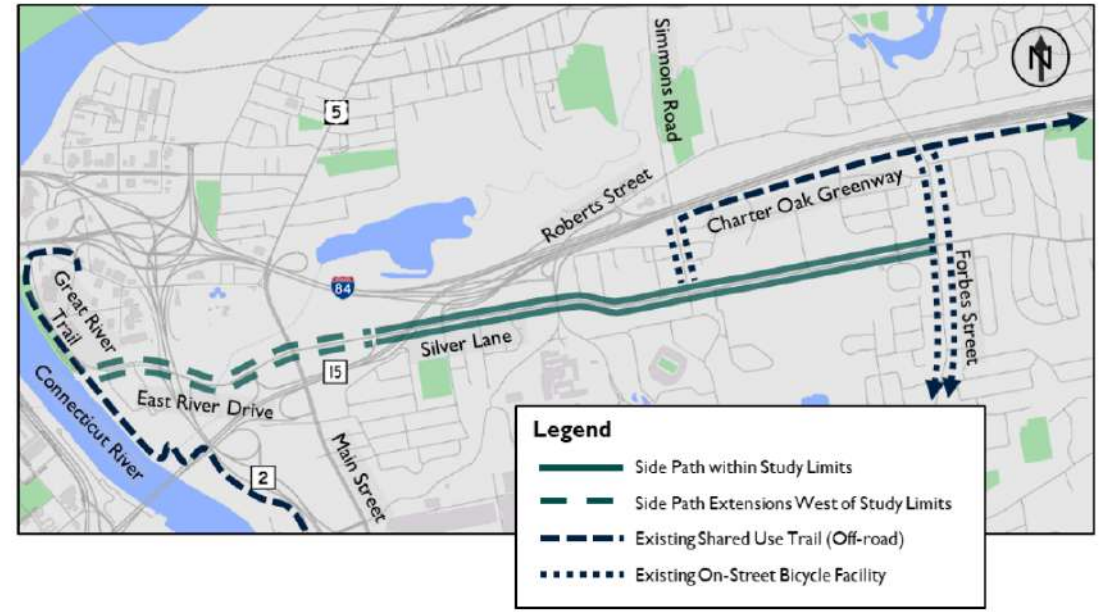 Simmons Road
N
5
Roberts Street
Charter Oak Greenway
Great River
Trail
INTERSTATE
84
Forbes Street
Silver Lane
15
East River Drive
Connecticut River
Main Street
2
Legend
Side Path within Study Limits
Side Path Extensions West of Study Limits
Existing Shared Use Trail (Off-road)
Existing On-Street Bicycle Facility